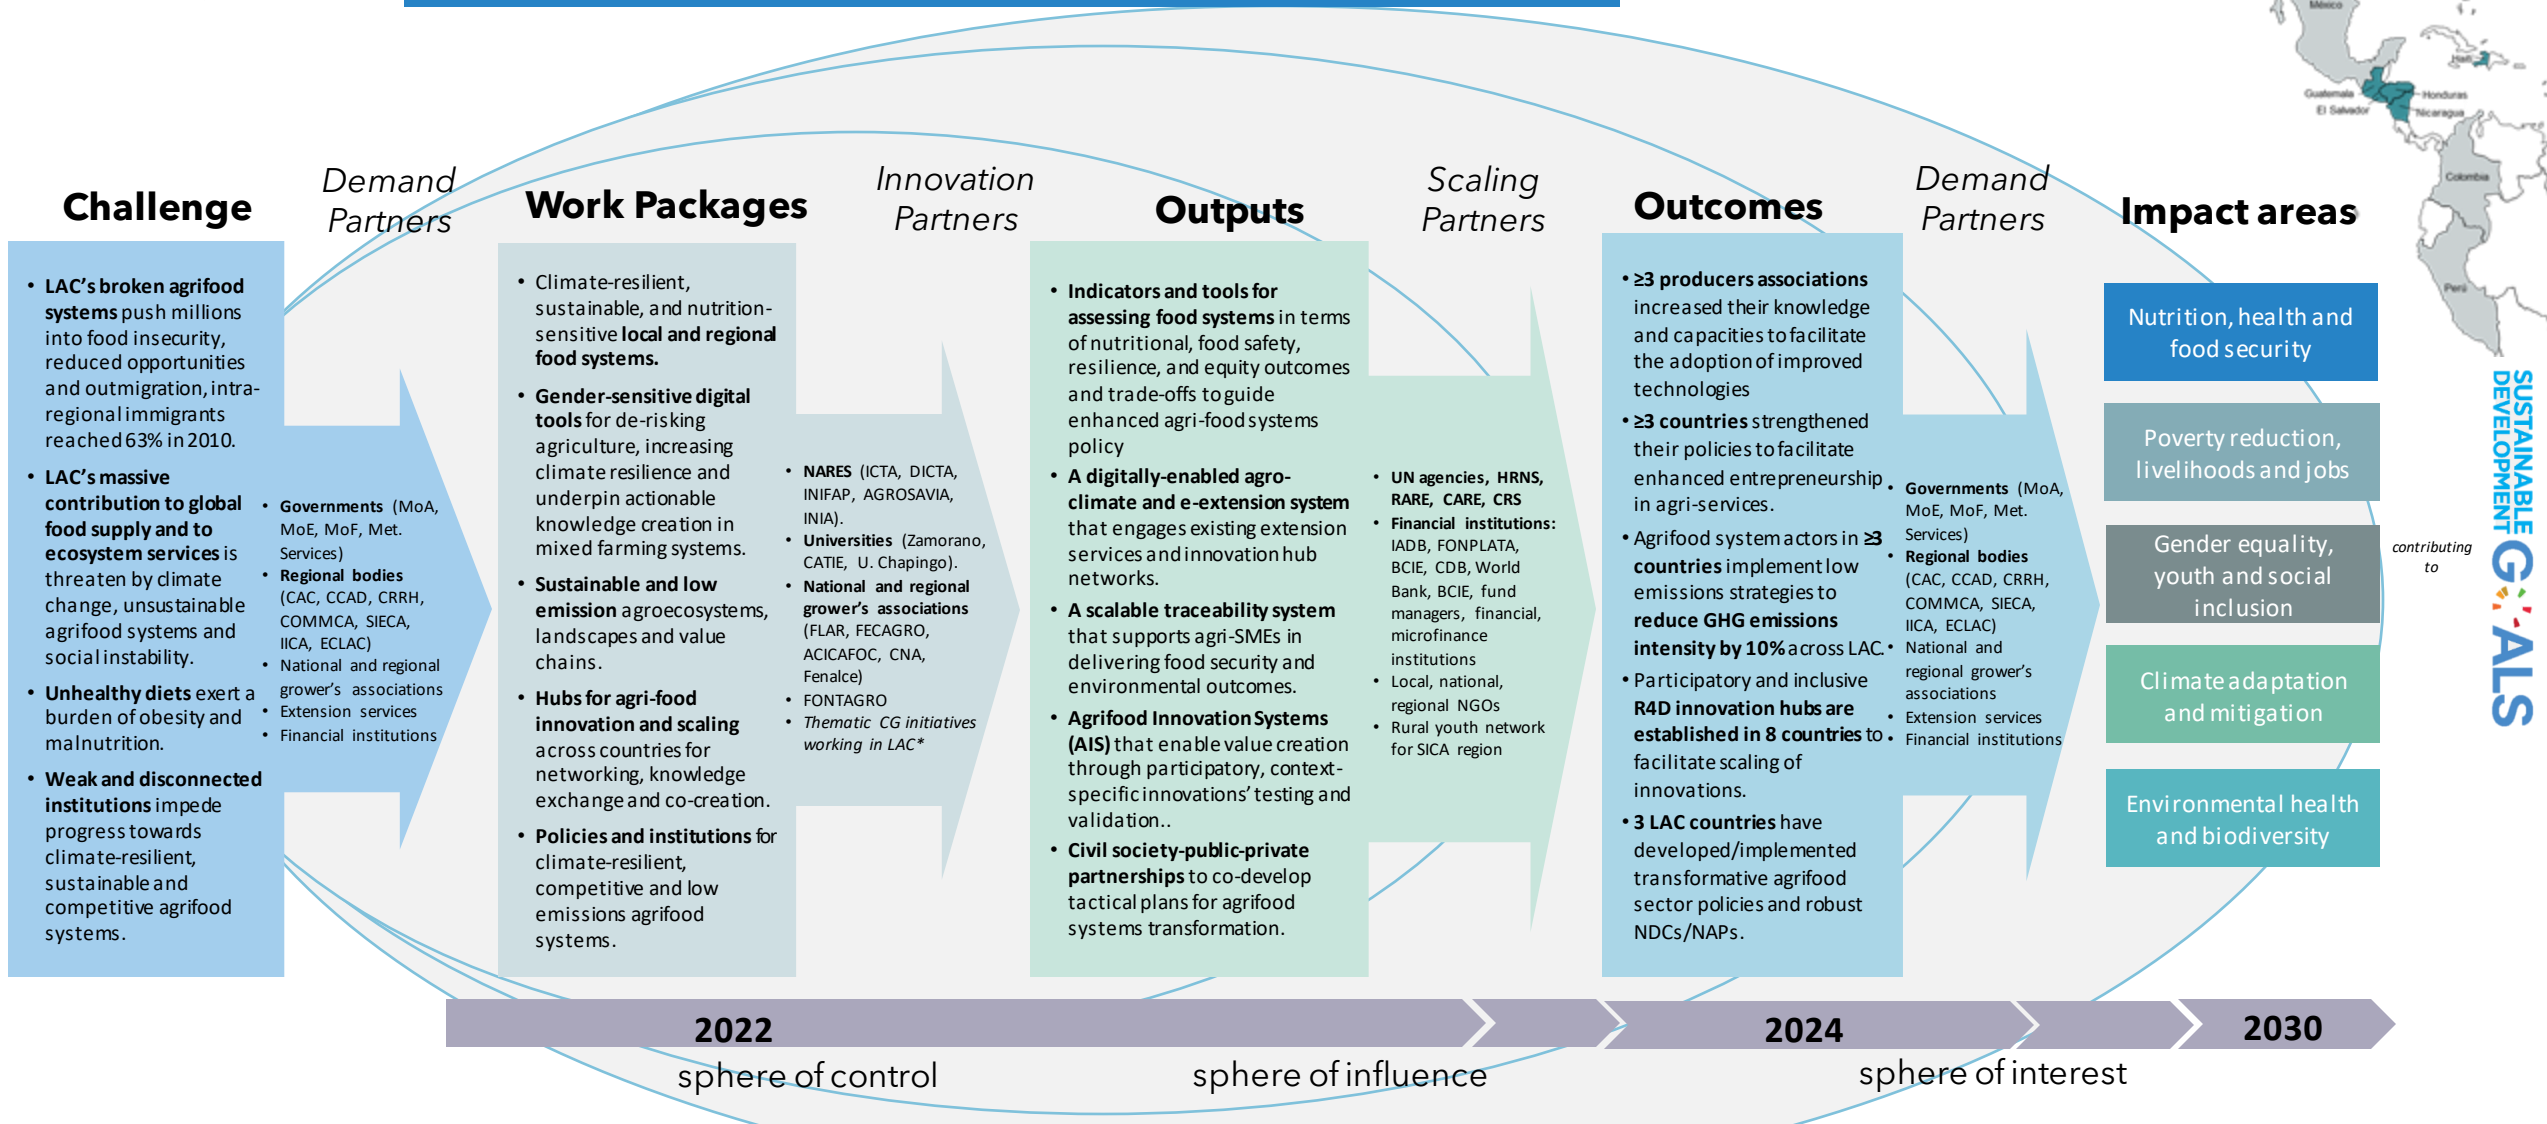 México
Haití
Guatemala
Honduras
El Salvador
Nicaragua
Colombia
Perú
Challenge
• LAC's broken agrifood
systems push millions
into food insecurity,
reduced opportunities
and outmigration, intra-
regional immigrants
reached 63% in 2010.
• LAC's massive
contribution to global
food supply and to
ecosystem services is
threaten by climate
change, unsustainable
agrifood systems and
social instability.
• Unhealthy diets exert a
burden of obesity and
malnutrition.
• Weak and disconnected
institutions impede
progress towards
climate-resilient,
sustainable and
competitive agrifood
systems.
Demand
Partners
• Governments (MoA,
MoE, MoF, Met.
Services)
• Regional bodies
(CAC, CCAD, CRRH,
COMMCA, SIECA,
IICA, ECLAC)
• National and regional
grower's associations
• Extension services
• Financial institutions
Work Packages
• Climate-resilient,
sustainable, and nutrition-
sensitive local and regional
food systems.
• Gender-sensitive digital
tools for de-risking
agriculture, increasing
climate resilience and
underpin actionable
knowledge creation in
mixed farming systems.
• Sustainable and low
emission agroecosystems,
landscapes and value
chains.
• Hubs for agri-food
innovation and scaling
across countries for
networking, knowledge
exchange and co-creation.
• Policies and institutions for
climate-resilient,
competitive and low
emissions agrifood
systems.
Innovation
Partners
• NARES (ICTA, DICTA,
INIFAP, AGROSAVIA,
INIA).
• Universities (Zamorano,
CATIE, U. Chapingo).
• National and regional
grower's associations
(FLAR, FECAGRO,
ACICAFOC, CNA,
Fenalce)
• FONTAGRO
• Thematic CG initiatives
working in LAC*
Outputs
• Indicators and tools for
assessing food systems in terms
of nutritional, food safety,
resilience, and equity outcomes
and trade-offs to guide
enhanced agri-food systems
policy
• A digitally-enabled agro-
climate and e-extension system
that engages existing extension
services and innovation hub
networks.
• A scalable traceability system
that supports agri-SMEs in
delivering food security and
environmental outcomes.
• Agrifood Innovation Systems
(AIS) that enable value creation
through participatory, context-
specific innovations' testing and
validation..
• Civil society-public-private
partnerships to co-develop
tactical plans for agrifood
systems transformation.
Scaling
Partners
• UN agencies, HRNS,
RARE, CARE, CRS
• Financial institutions:
IADB, FONPLATA,
BCIE, CDB, World
Bank, BCIE, fund
managers, financial,
microfinance
institutions
• Local, national,
regional NGOs
• Rural youth network
for SICA region
Outcomes
• ≥3 producers associations
increased their knowledge
and capacities to facilitate
the adoption of improved
technologies
• ≥3 countries strengthened
their policies to facilitate
enhanced entrepreneurship
in agri-services.
• Agrifood system actors in ≥3
countries implement low
emissions strategies to
reduce GHG emissions
intensity by 10% across LAC.
• Participatory and inclusive
R4D innovation hubs are
established in 8 countries to
facilitate scaling of
innovations.
• 3 LAC countries have
developed/implemented
transformative agrifood
sector policies and robust
NDCs/NAPs.
Demand
Partners
• Governments (MoA,
MoE, MoF, Met.
Services)
• Regional bodies
(CAC, CCAD, CRRH,
COMMCA, SIECA,
IICA, ECLAC)
• National and
regional grower's
associations
• Extension services
• Financial institutions
Impact areas
Nutrition, health and
food security
Poverty reduction,
livelihoods and jobs
Gender equality,
youth and social
inclusion
Climate adaptation
and mitigation
Environmental health
and biodiversity
contributing
to
SUSTAINABLE
DEVELOPMENT
GOALS
2022
2024
2030
sphere of control
sphere of influence
sphere of interest